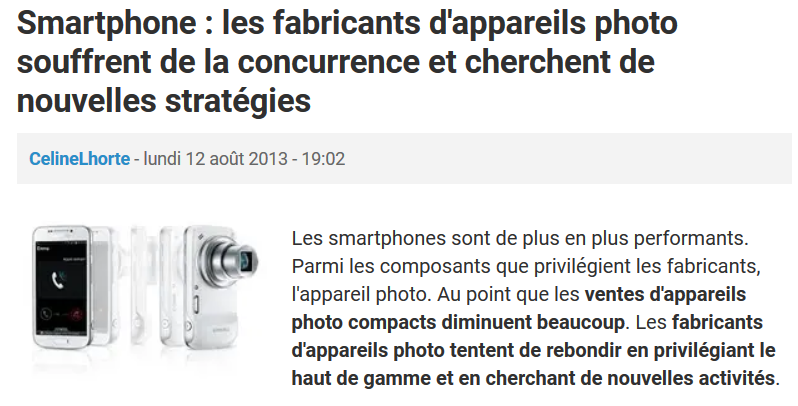 Smartphone : les fabricants d'appareils photo
souffrent de la concurrence et cherchent de
nouvelles stratégies
CelineLhorte - lundi 12 août 2013 - 19:02
Les smartphones sont de plus en plus performants.
Parmi les composants que privilégient les fabricants,
l'appareil photo. Au point que les ventes d'appareils
photo compacts diminuent beaucoup. Les fabricants
d'appareils photo tentent de rebondir en privilégiant le
haut de gamme et en cherchant de nouvelles activités.